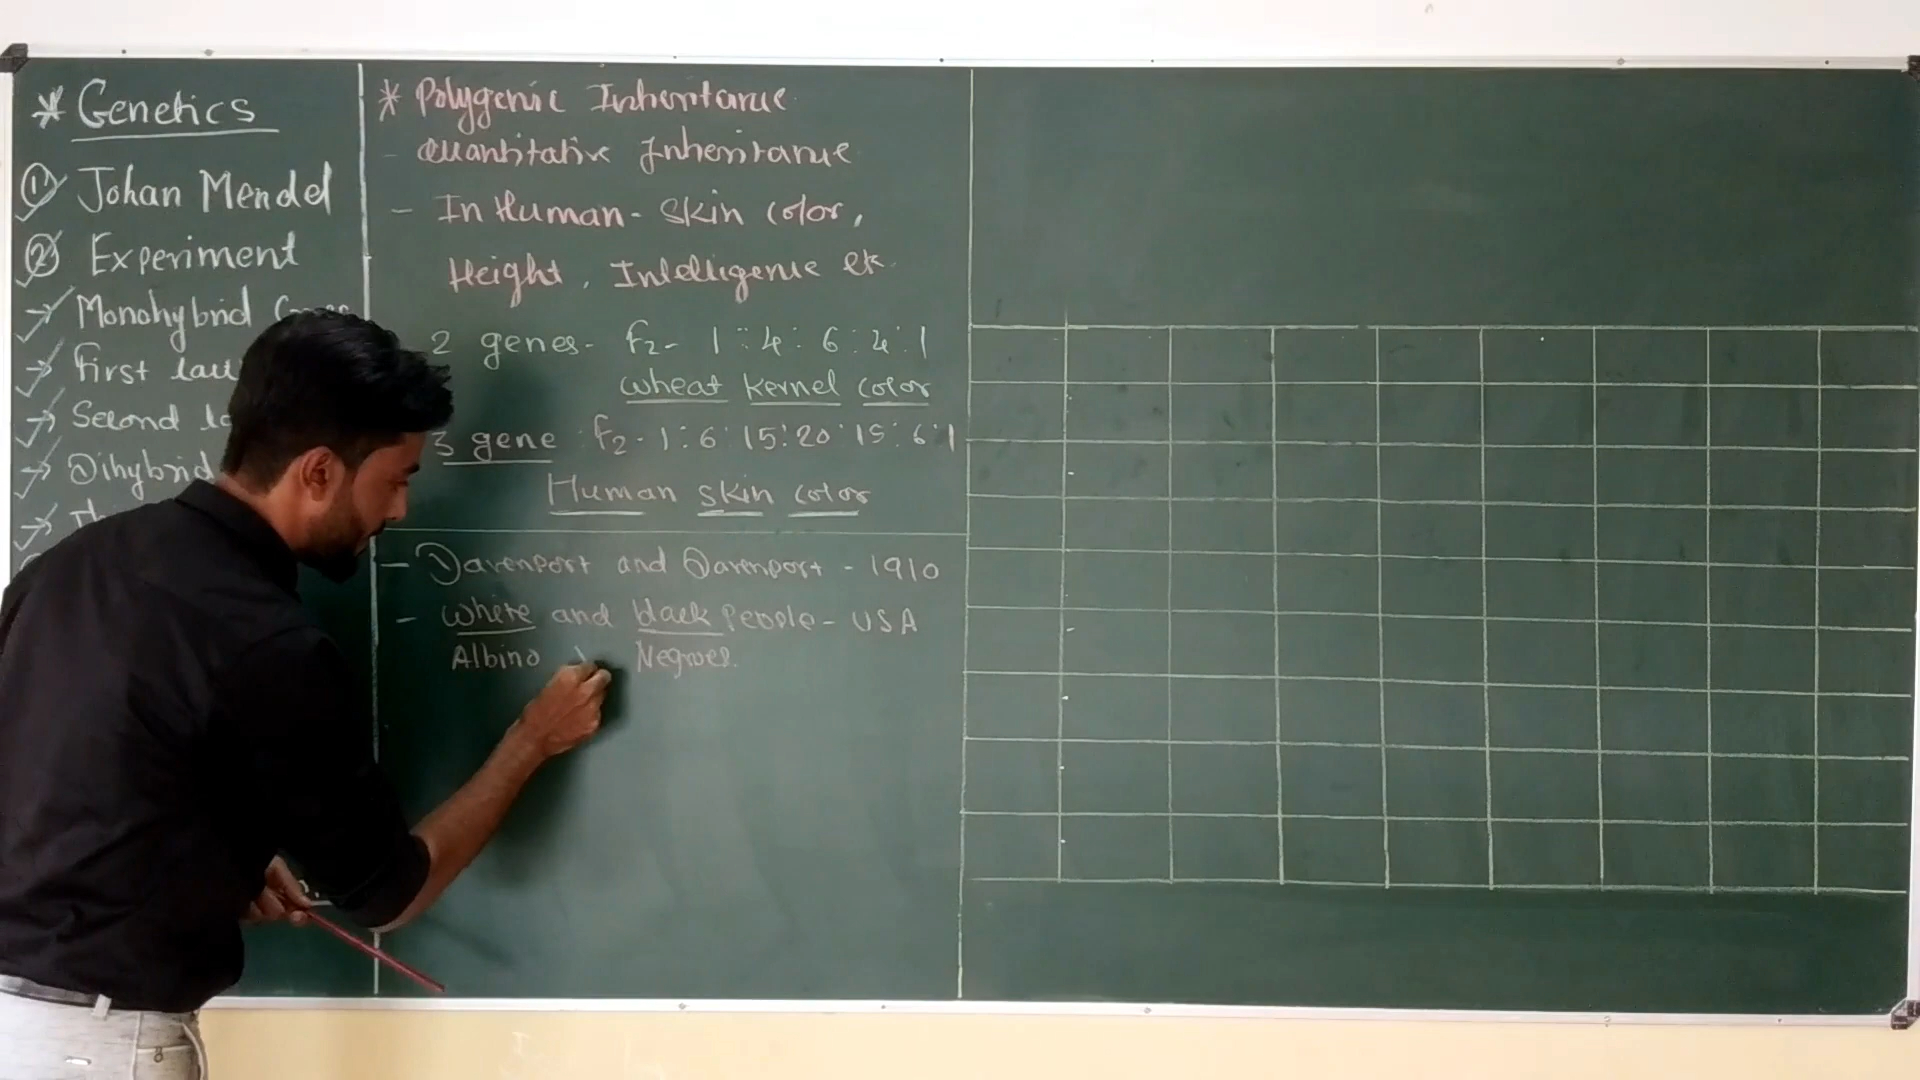 * Genetics
① Johan Mendel
② Experiment
→ Monohybrid
→ First law
→ Second
→ Dihybrid
* Polygenic Inheritance
- Quantitative Inheritance
- In Human - Skin color,
Height, Intelligence etc
2 genes - F2 - 1 : 4 : 6 : 4 : 1
wheat kernel color
3 gene : F2 - 1 : 6 : 15 : 20 : 15 : 6 : 1
Human skin color
- Davenport and Davenport - 1910
- White and black people - USA
Albino Negroes.